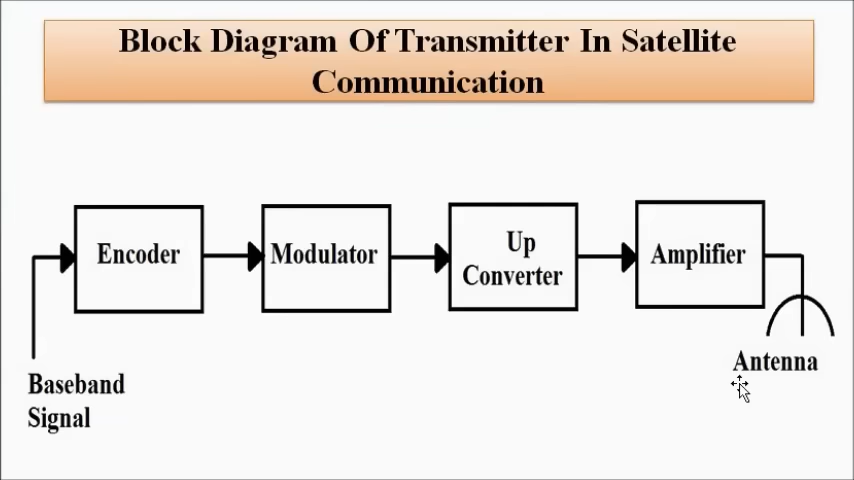 Block Diagram Of Transmitter In Satellite
Communication
Encoder
Modulator
Up
Converter
Amplifier
Antenna
Baseband
Signal